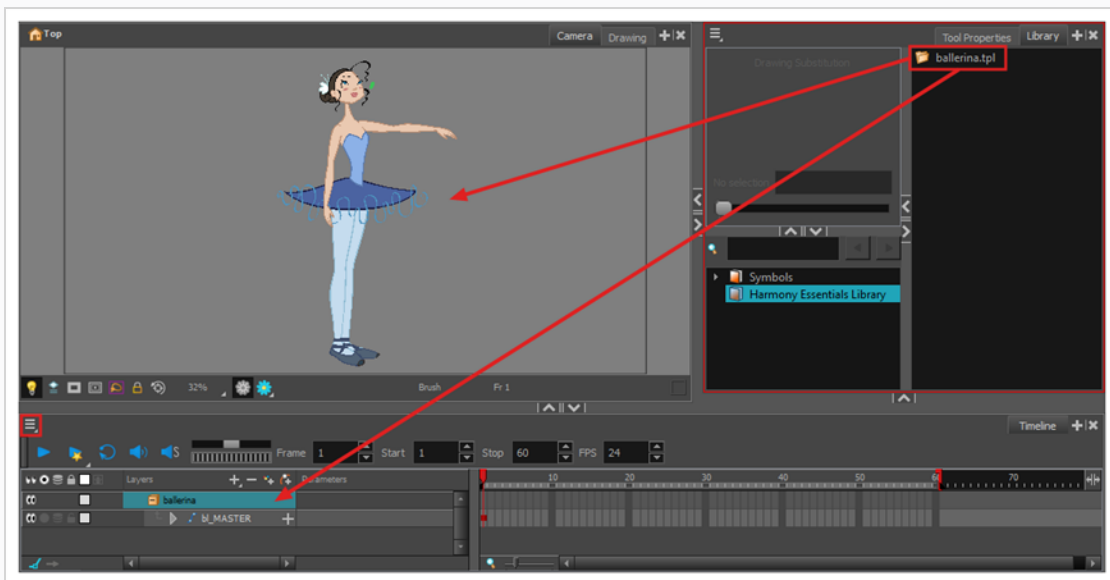 Top
Camera Drawing
Tool Properties Library
Drawing Substitution
ballerina.tpl
No selection
Symbols
Harmony Essentials Library
32% Brush Fr 1
Timeline
Frame 1 Start 1 Stop 60 FPS 24
Layers Parameters
10 20 30 40 50 60 70
ballerina
bl_MASTER